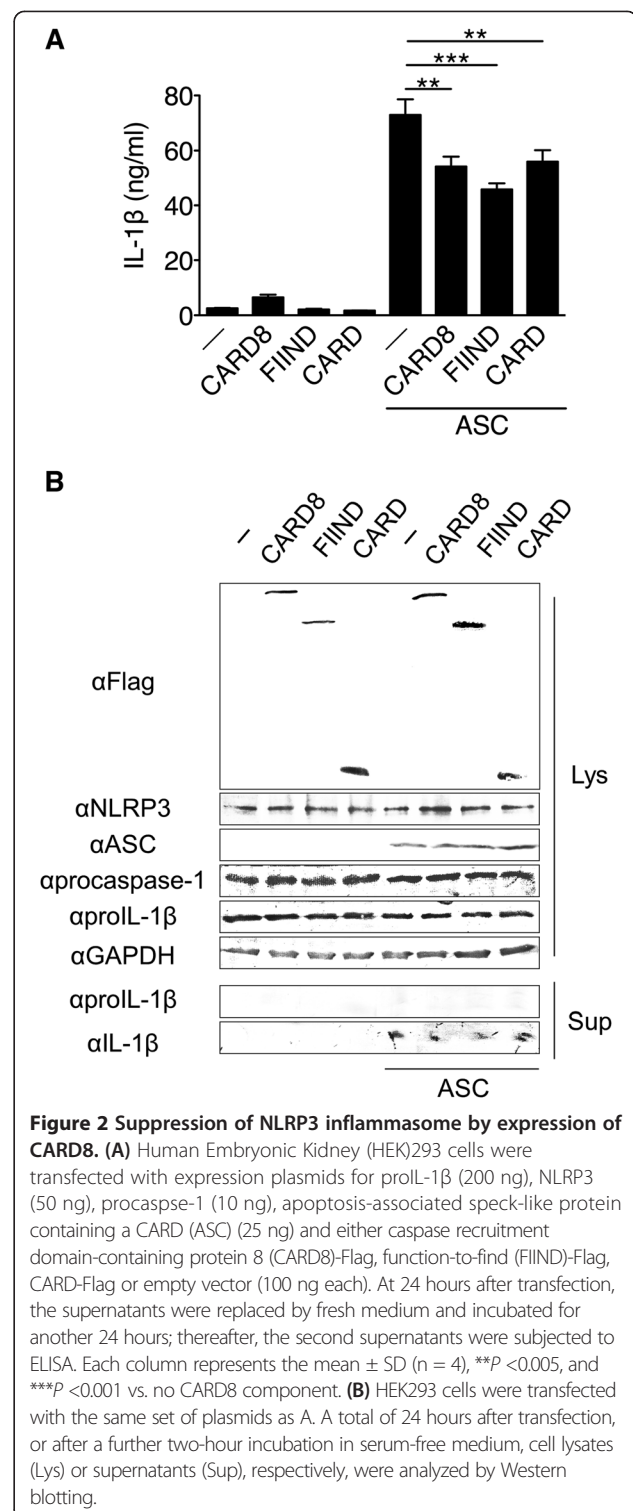 A
**
***
**
IL-1β (ng/ml)
80
60
40
20
0
— CARD8 FIIND CARD — CARD8 FIIND CARD
ASC
B
– CARD8 FIIND CARD – CARD8 FIIND CARD
αFlag
αNLRP3
αASC
αprocaspase-1
αproIL-1β
αGAPDH
Lys
αproIL-1β
αIL-1β
Sup
ASC
Figure 2 Suppression of NLRP3 inflammasome by expression of
CARD8. (A) Human Embryonic Kidney (HEK)293 cells were
transfected with expression plasmids for proIL-1β (200 ng), NLRP3
(50 ng), procaspse-1 (10 ng), apoptosis-associated speck-like protein
containing a CARD (ASC) (25 ng) and either caspase recruitment
domain-containing protein 8 (CARD8)-Flag, function-to-find (FIIND)-Flag,
CARD-Flag or empty vector (100 ng each). At 24 hours after transfection,
the supernatants were replaced by fresh medium and incubated for
another 24 hours; thereafter, the second supernatants were subjected to
ELISA. Each column represents the mean ± SD (n = 4), **P <0.005, and
***P <0.001 vs. no CARD8 component. (B) HEK293 cells were transfected
with the same set of plasmids as A. A total of 24 hours after transfection,
or after a further two-hour incubation in serum-free medium, cell lysates
(Lys) or supernatants (Sup), respectively, were analyzed by Western
blotting.